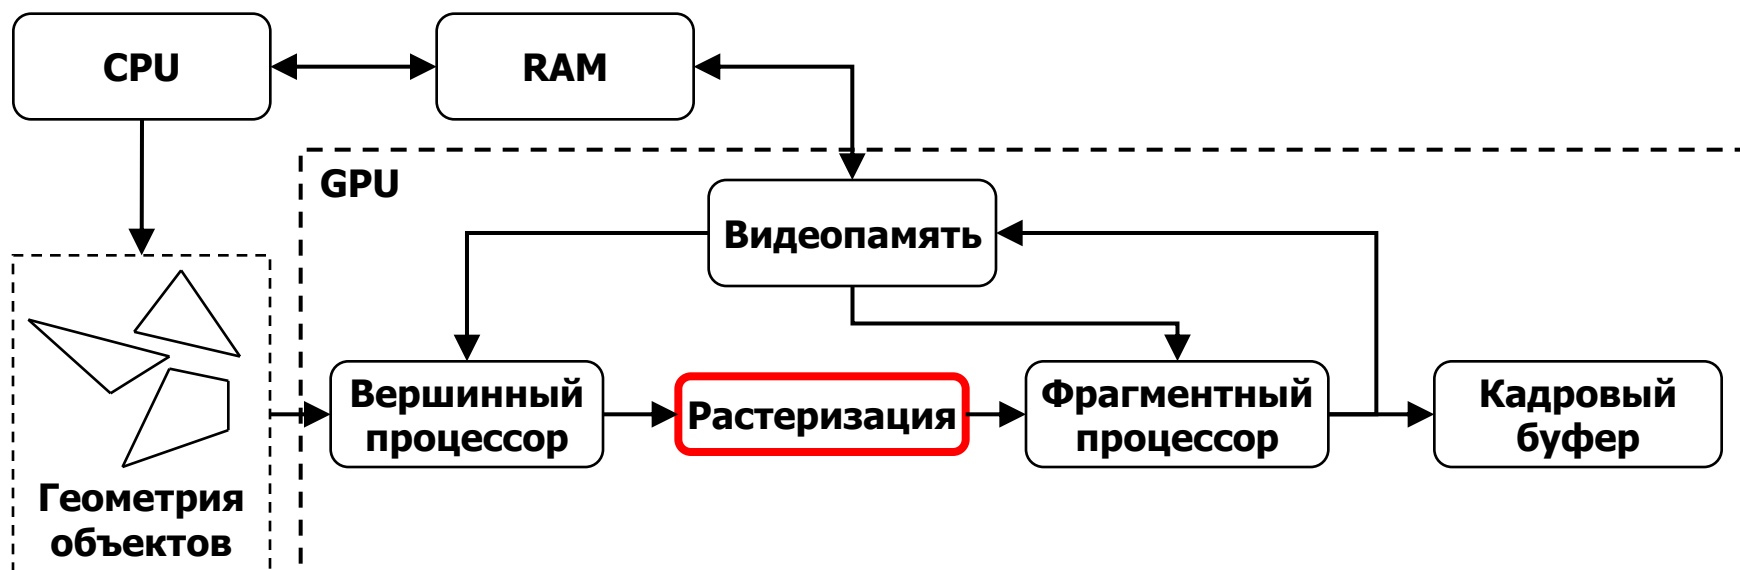 CPU
RAM
GPU
Видеопамять
Вершинный
процессор
Растеризация
Фрагментный
процессор
Кадровый
буфер
Геометрия
объектов